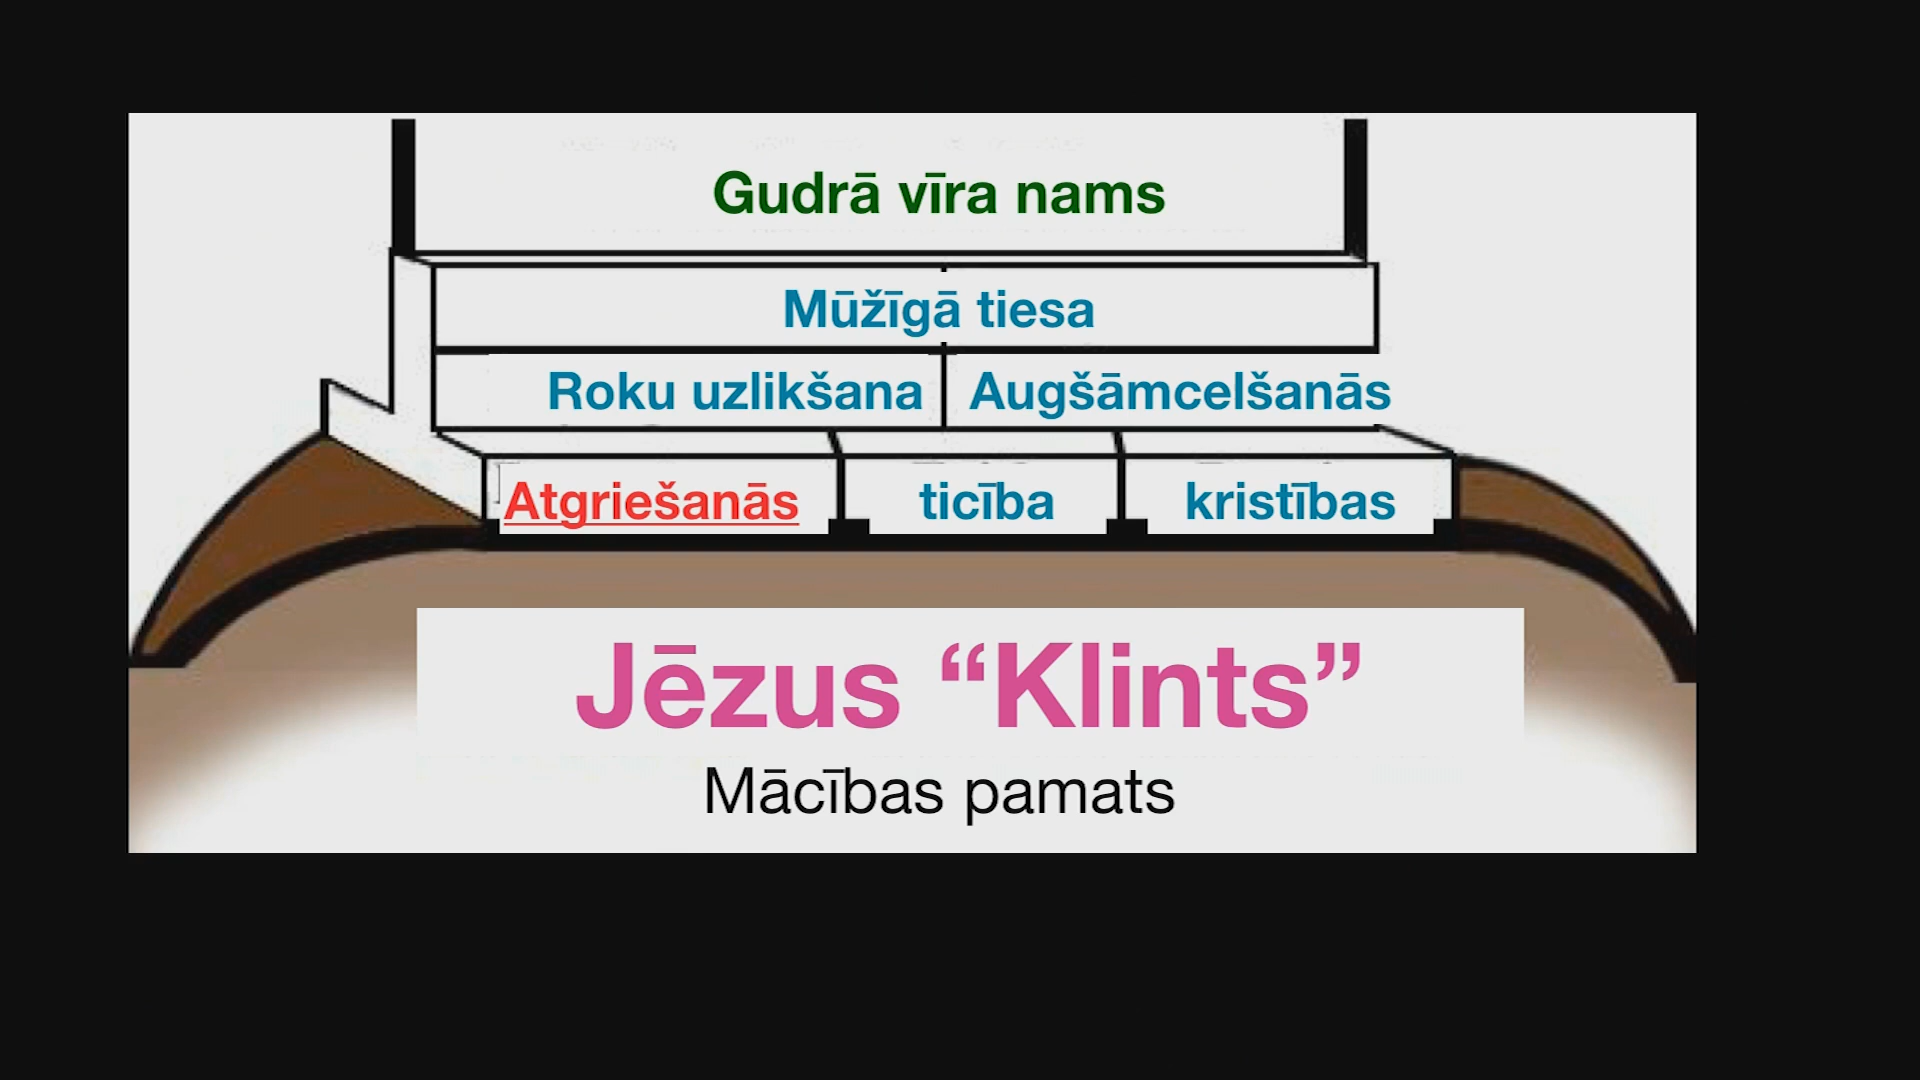 Gudrā vīra nams
Mūžīgā tiesa
Roku uzlikšana Augšāmcelšanās
Atgriešanās ticība kristības
Jēzus “Klints”
Mācības pamats